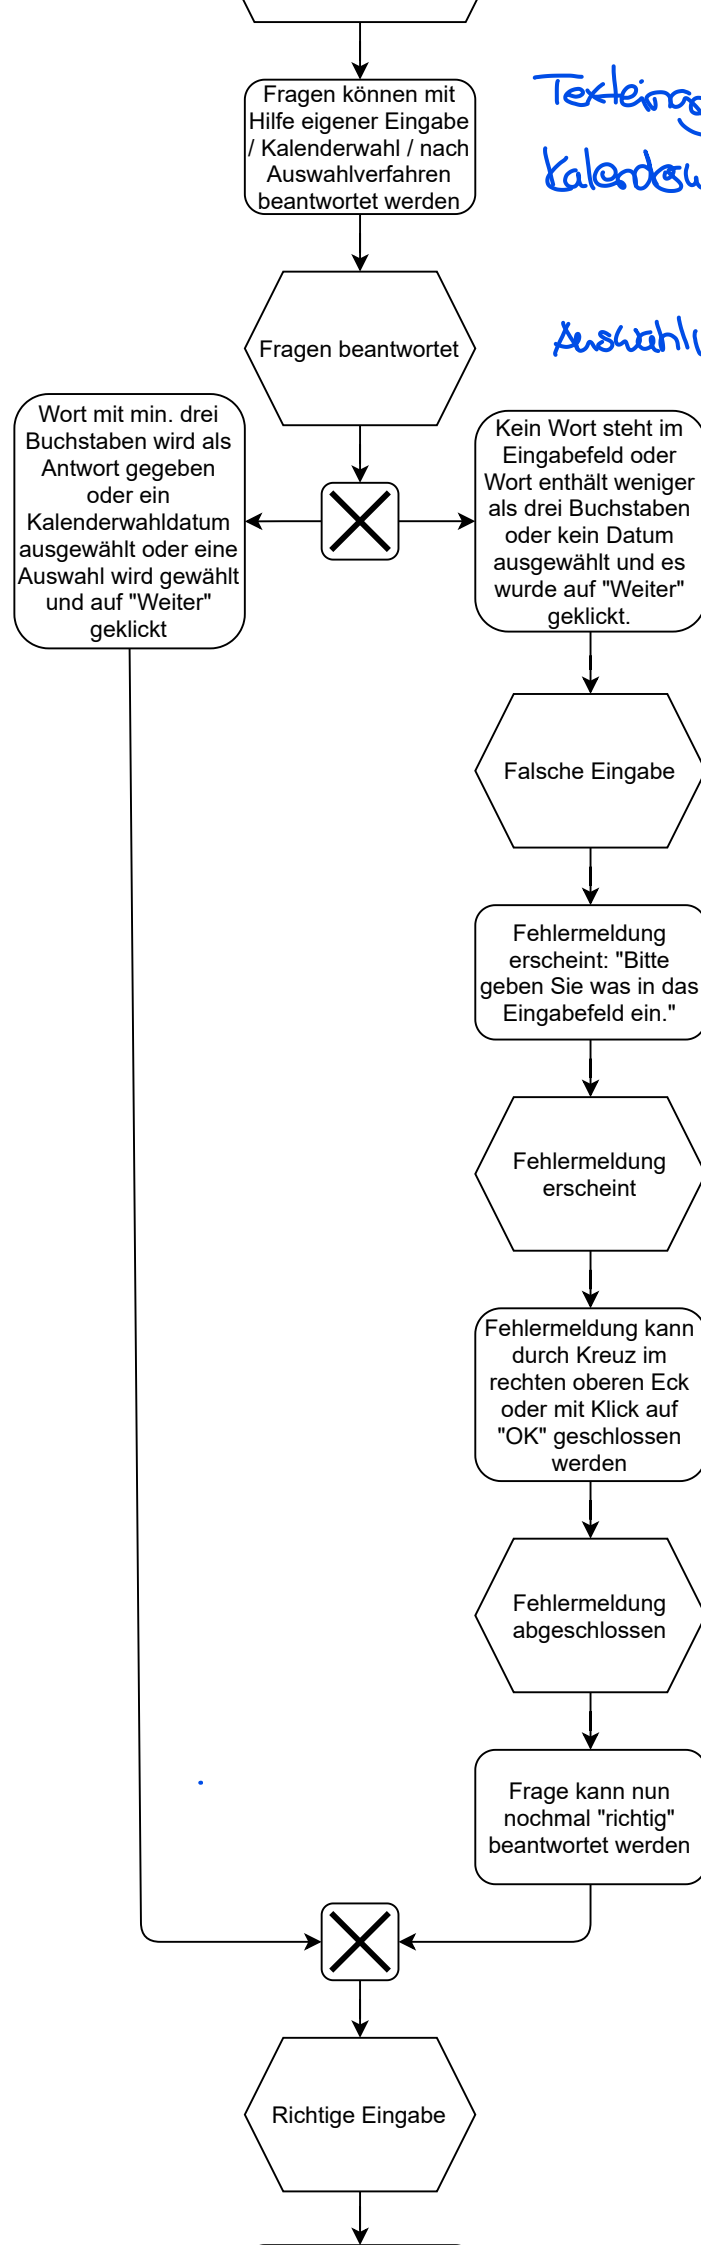 Fragen können mit
Hilfe eigener Eingabe
/ Kalenderwahl / nach
Auswahlverfahren
beantwortet werden
Fragen beantwortet
Wort mit min. drei
Buchstaben wird als
Antwort gegeben
oder ein
Kalenderwahldatum
ausgewählt oder eine
Auswahl wird gewählt
und auf "Weiter"
geklickt
Kein Wort steht im
Eingabefeld oder
Wort enthält weniger
als drei Buchstaben
oder kein Datum
ausgewählt und es
wurde auf "Weiter"
geklickt.
Falsche Eingabe
Fehlermeldung
erscheint: "Bitte
geben Sie was in das
Eingabefeld ein."
Fehlermeldung
erscheint
Fehlermeldung kann
durch Kreuz im
rechten oberen Eck
oder mit Klick auf
"OK" geschlossen
werden
Fehlermeldung
abgeschlossen
Frage kann nun
nochmal "richtig"
beantwortet werden
Richtige Eingabe